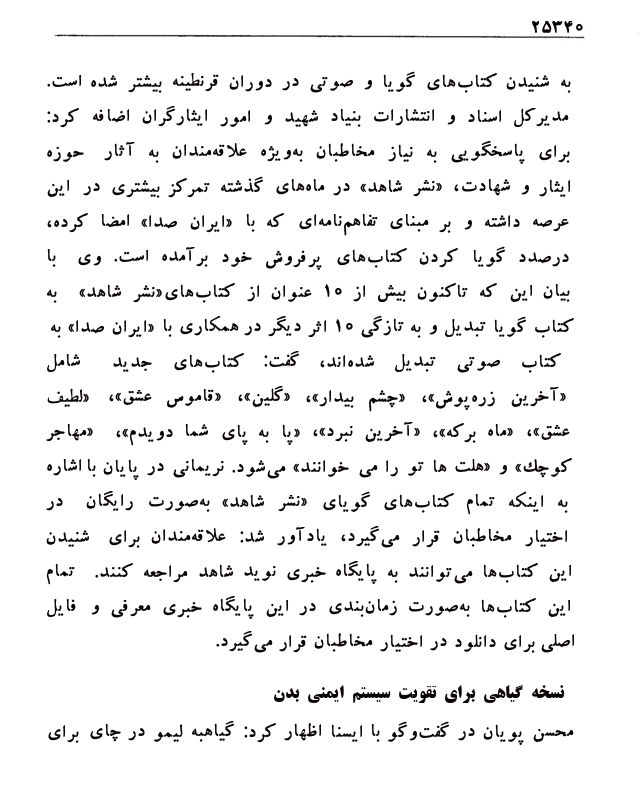 ۲۵۳۴۰
به شنیدن کتاب‌های گویا و صوتی در دوران قرنطینه بیشتر شده است.
مدیرکل اسناد و انتشارات بنیاد شهید و امور ایثارگران اضافه کرد:
برای پاسخگویی به نیاز مخاطبان به‌ویژه علاقه‌مندان به آثار حوزه
ایثار و شهادت، «نشر شاهد» در ماه‌های گذشته تمرکز بیشتری در این
عرصه داشته و بر مبنای تفاهم‌نامه‌ای که با «ایران صدا» امضا کرده،
درصدد گویا کردن کتاب‌های پرفروش خود برآمده است. وی با
بیان این که تاکنون بیش از ۱۰ عنوان از کتاب‌های«نشر شاهد» به
کتاب گویا تبدیل و به تازگی ۱۰ اثر دیگر در همکاری با «ایران صدا» به
کتاب صوتی تبدیل شده‌اند، گفت: کتاب‌های جدید شامل
«آخرین زره‌پوش»، «چشم بیدار»، «گلین»، «قاموس عشق»، «لطیف
عشق»، «ماه برکه»، «آخرین نبرد»، «پا به پای شما دویدم»، «مهاجر
کوچك» و «هلت ها تو را می خوانند» می‌شود. نریمانی در پایان با اشاره
به اینکه تمام کتاب‌های گویای «نشر شاهد» به‌صورت رایگان در
اختیار مخاطبان قرار می‌گیرد، یادآور شد: علاقه‌مندان برای شنیدن
این کتاب‌ها می‌توانند به پایگاه خبری نوید شاهد مراجعه کنند. تمام
این کتاب‌ها به‌صورت زمان‌بندی در این پایگاه خبری معرفی و فایل
اصلی برای دانلود در اختیار مخاطبان قرار می‌گیرد.
نسخه گیاهی برای تقویت سیستم ایمنی بدن
محسن پویان در گفت‌وگو با ایسنا اظهار کرد: گیاهبه لیمو در چای برای